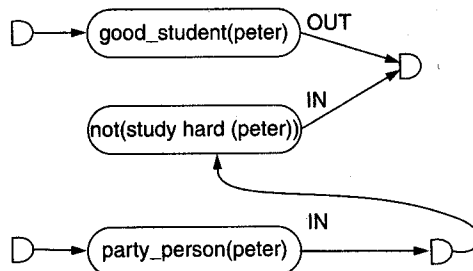 good_student(peter)
OUT
IN
not(study hard (peter))
IN
party_person(peter)